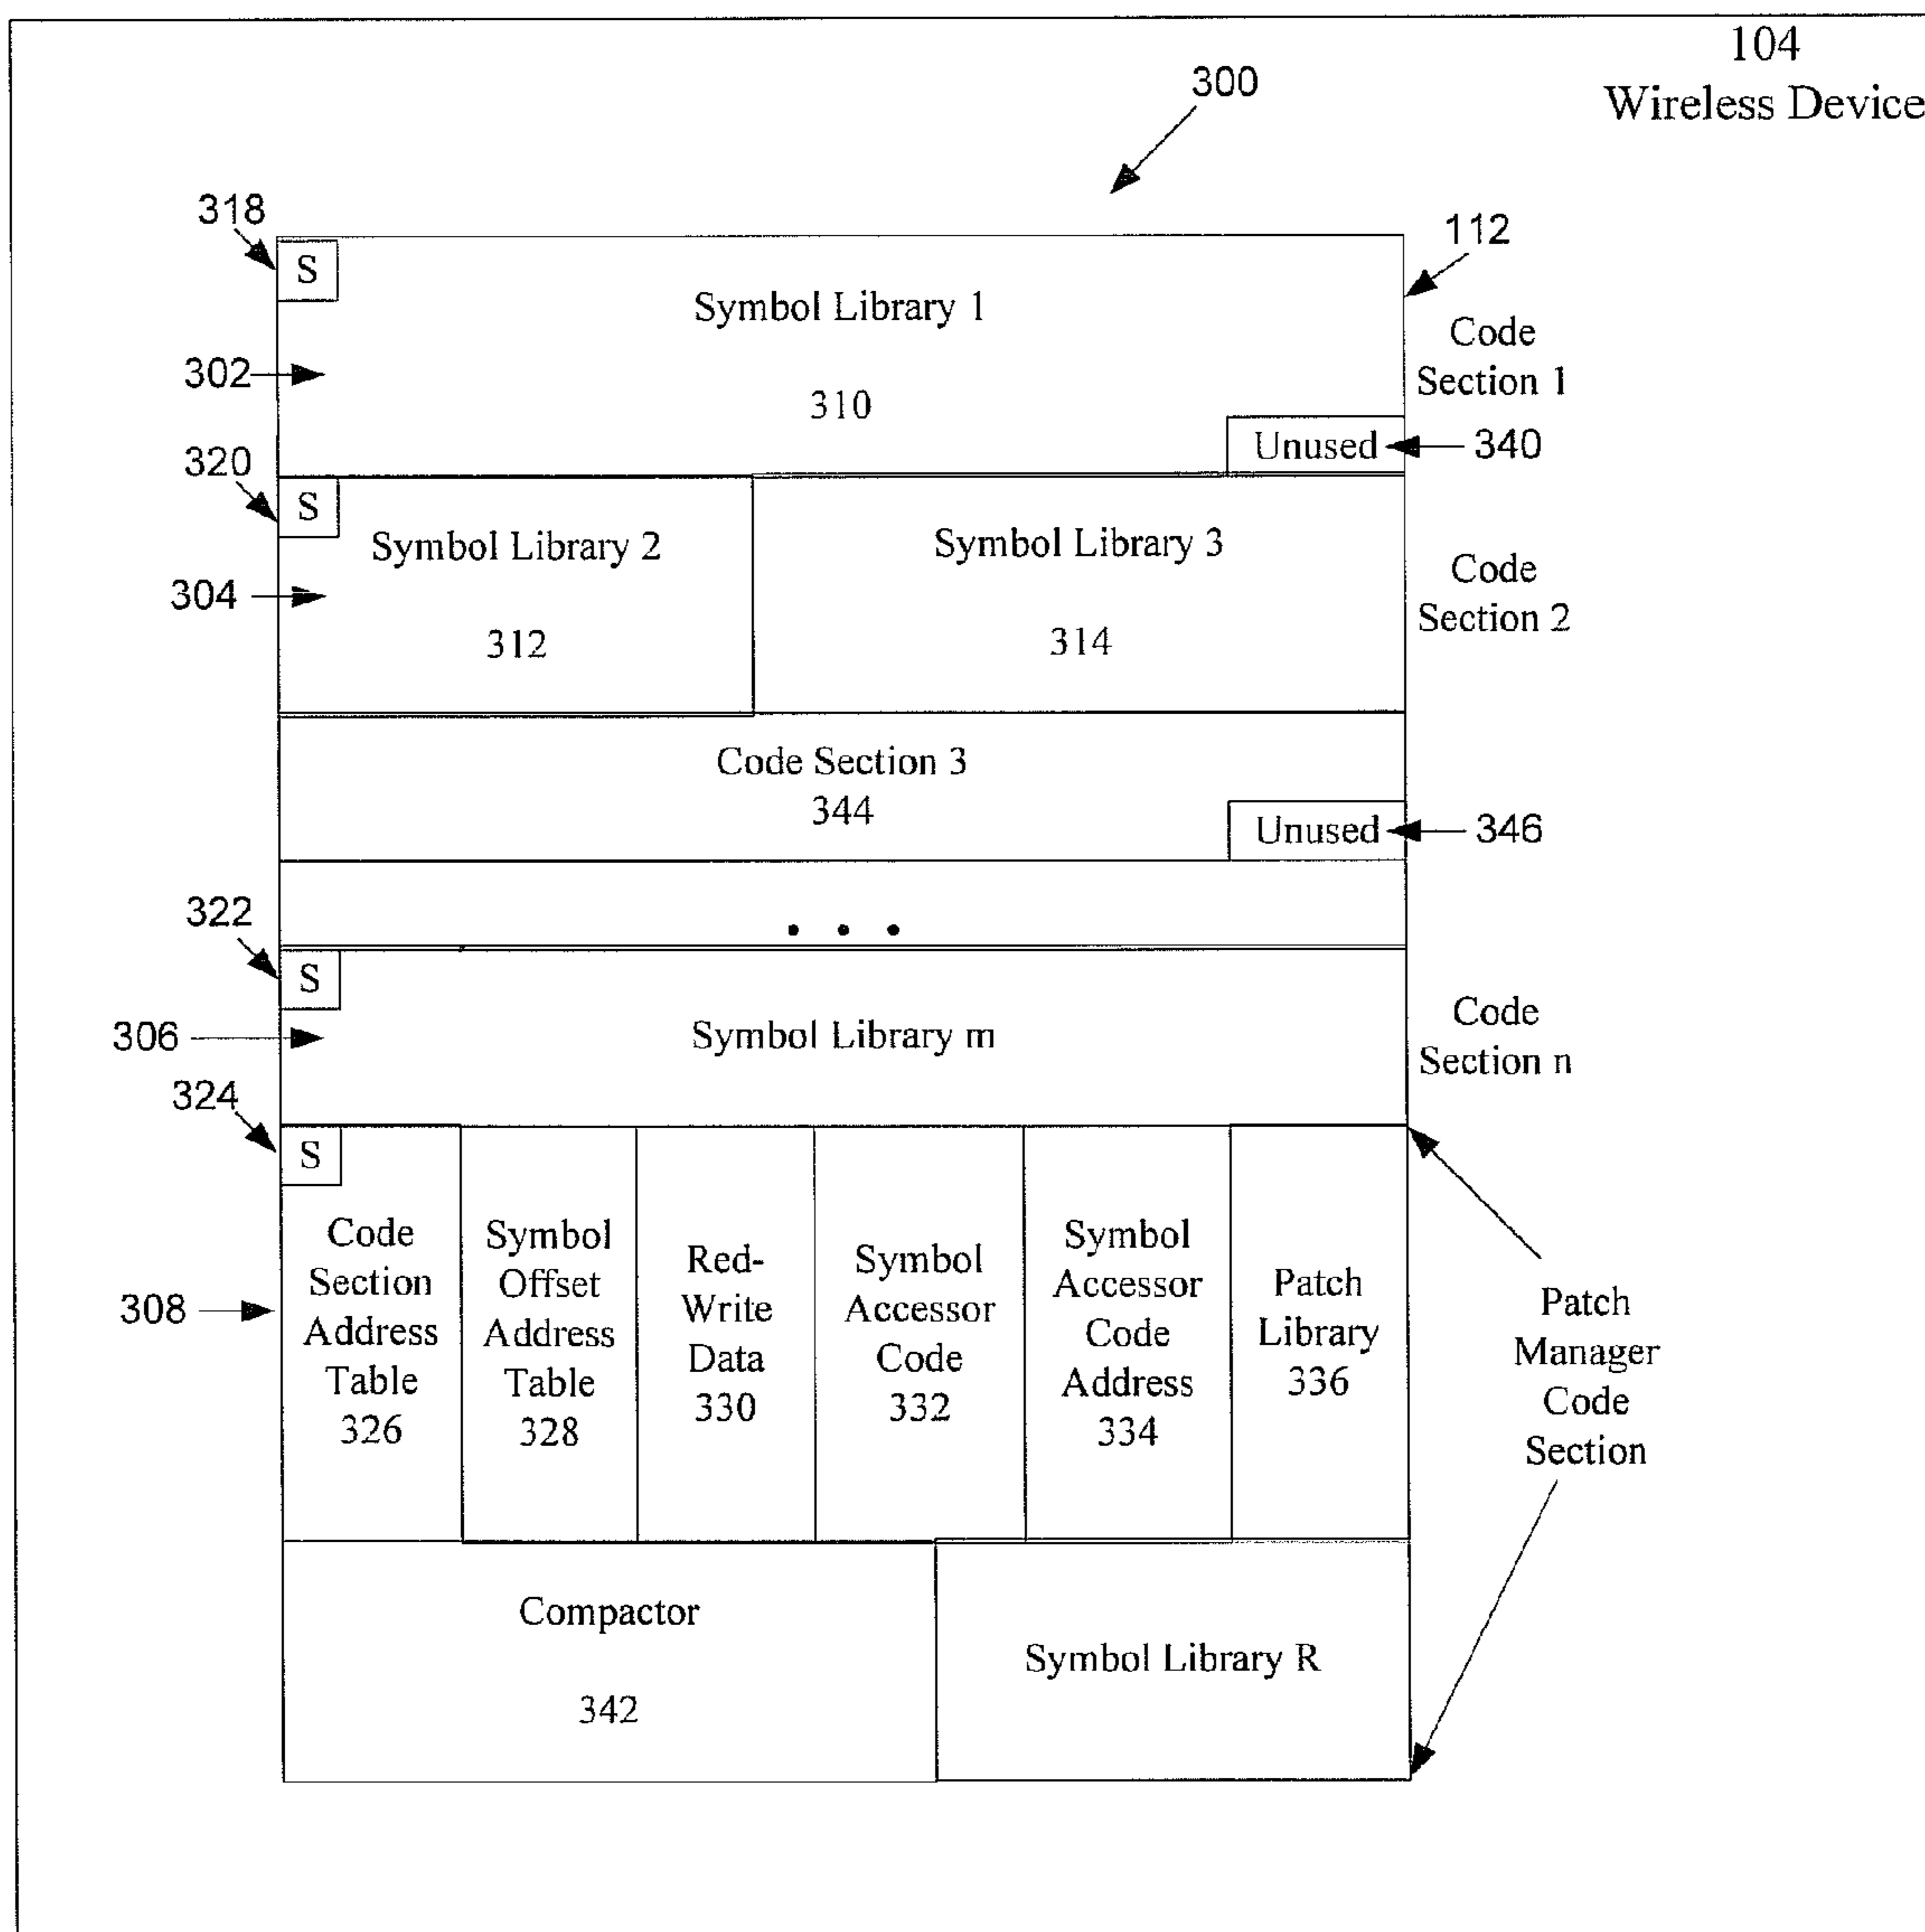 104
Wireless Device
300
318
112
S
Symbol Library 1
Code
Section 1
302
310
Unused
340
320
S
Symbol Library 2
Symbol Library 3
Code
Section 2
304
312
314
Code Section 3
344
Unused
346
. . .
322
S
Symbol Library m
306
Code
Section n
324
S
Code
Section
Address
Table
326
Symbol
Offset
Address
Table
328
Red-
Write
Data
330
Symbol
Accessor
Code
332
Symbol
Accessor
Code
Address
334
Patch
Library
336
308
Patch
Manager
Code
Section
Compactor
342
Symbol Library R